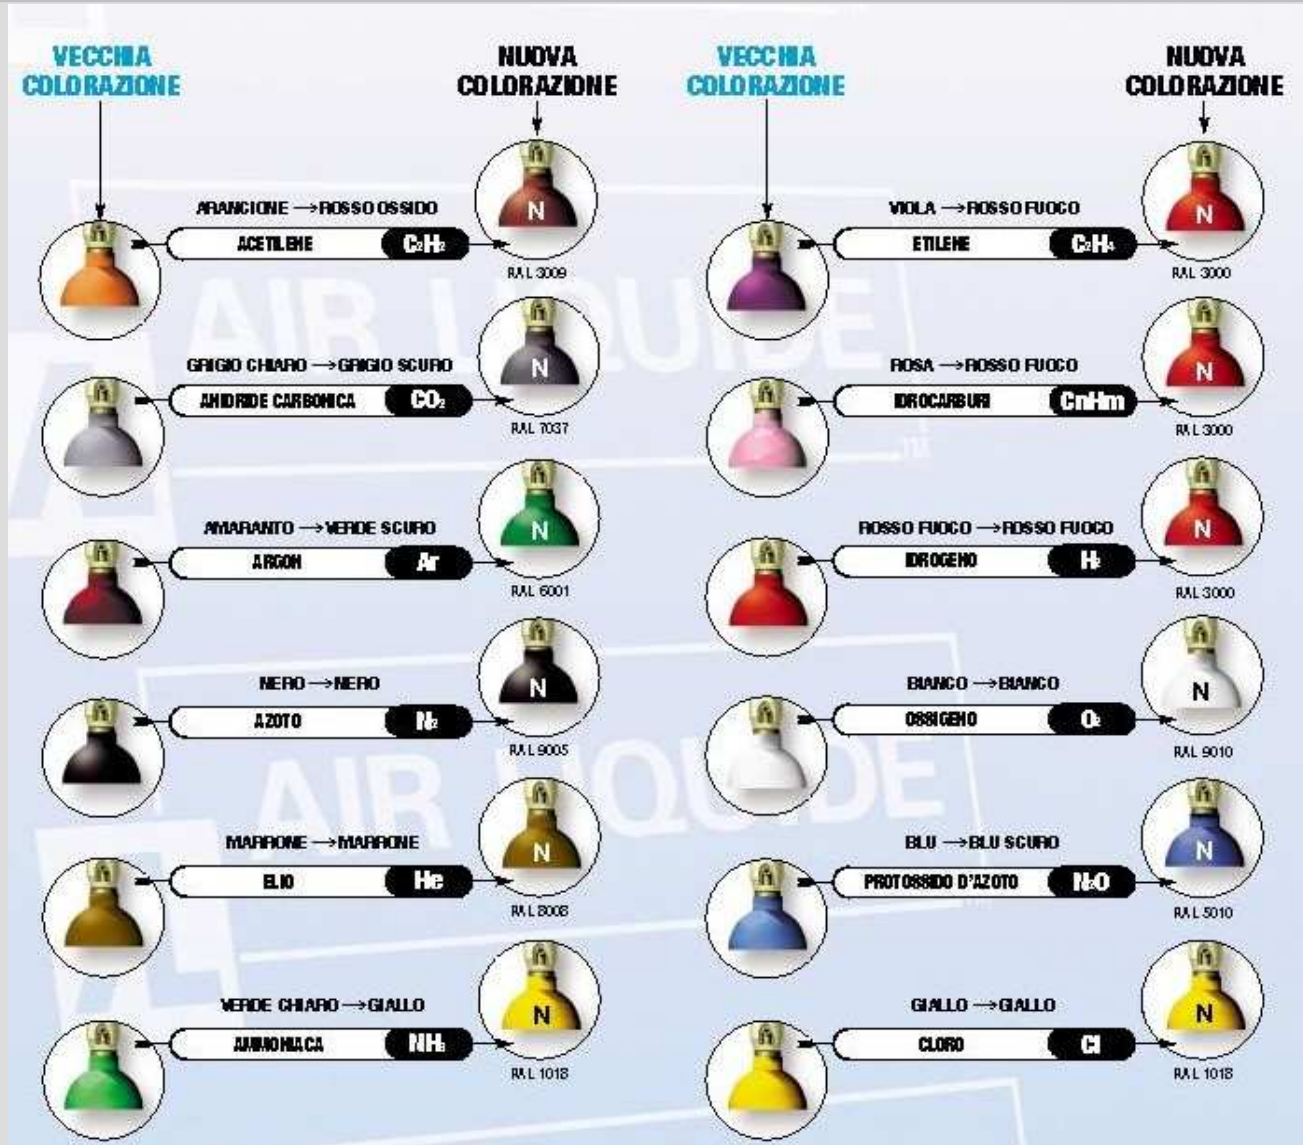 VECCHIA
COLORAZIONE
NUOVA
COLORAZIONE
ARANCIONE → ROSSO OSSIDO
ACETILENE C2H2
N
RAL 3009
GRIGIO CHIARO → GRIGIO SCURO
ANIDRIDE CARBONICA CO2
N
RAL 7037
AMARANTO → VERDE SCURO
ARGON Ar
N
RAL 6001
NERO → NERO
AZOTO N2
N
RAL 9005
MARRONE → MARRONE
ELIO He
N
RAL 8008
VERDE CHIARO → GIALLO
AMMONIACA NH3
N
RAL 1018
VECCHIA
COLORAZIONE
NUOVA
COLORAZIONE
VIOLA → ROSSO FUOCO
ETILENE C2H4
N
RAL 3000
ROSA → ROSSO FUOCO
IDROCARBURI CnHm
N
RAL 3000
ROSSO FUOCO → ROSSO FUOCO
IDROGENO H2
N
RAL 3000
BIANCO → BIANCO
OSSIGENO O2
N
RAL 9010
BLU → BLU SCURO
PROTOSSIDO D'AZOTO N2O
N
RAL 5010
GIALLO → GIALLO
CLORO Cl
N
RAL 1018
AIR LIQUIDE
TM
AIR LIQUIDE